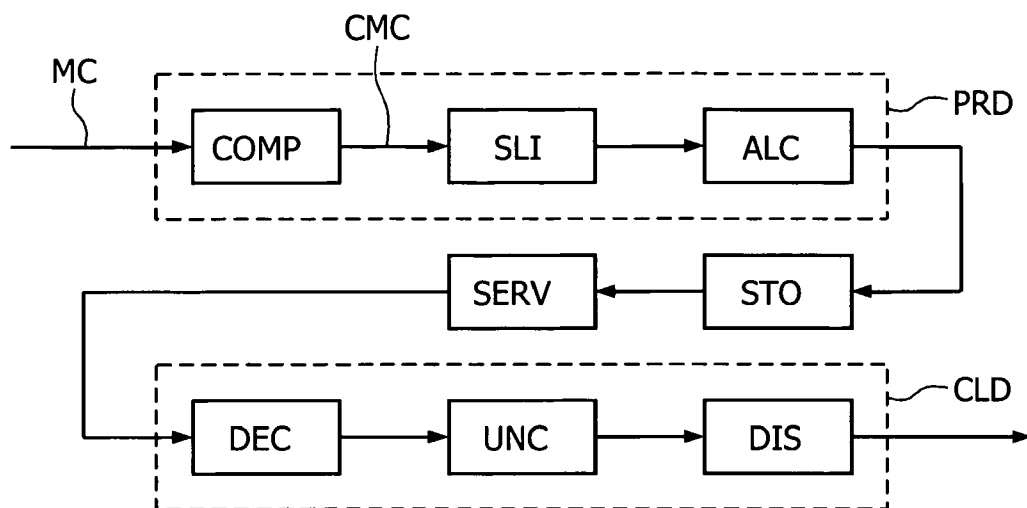 CMC
MC
PRD
COMP
SLI
ALC
SERV
STO
CLD
DEC
UNC
DIS